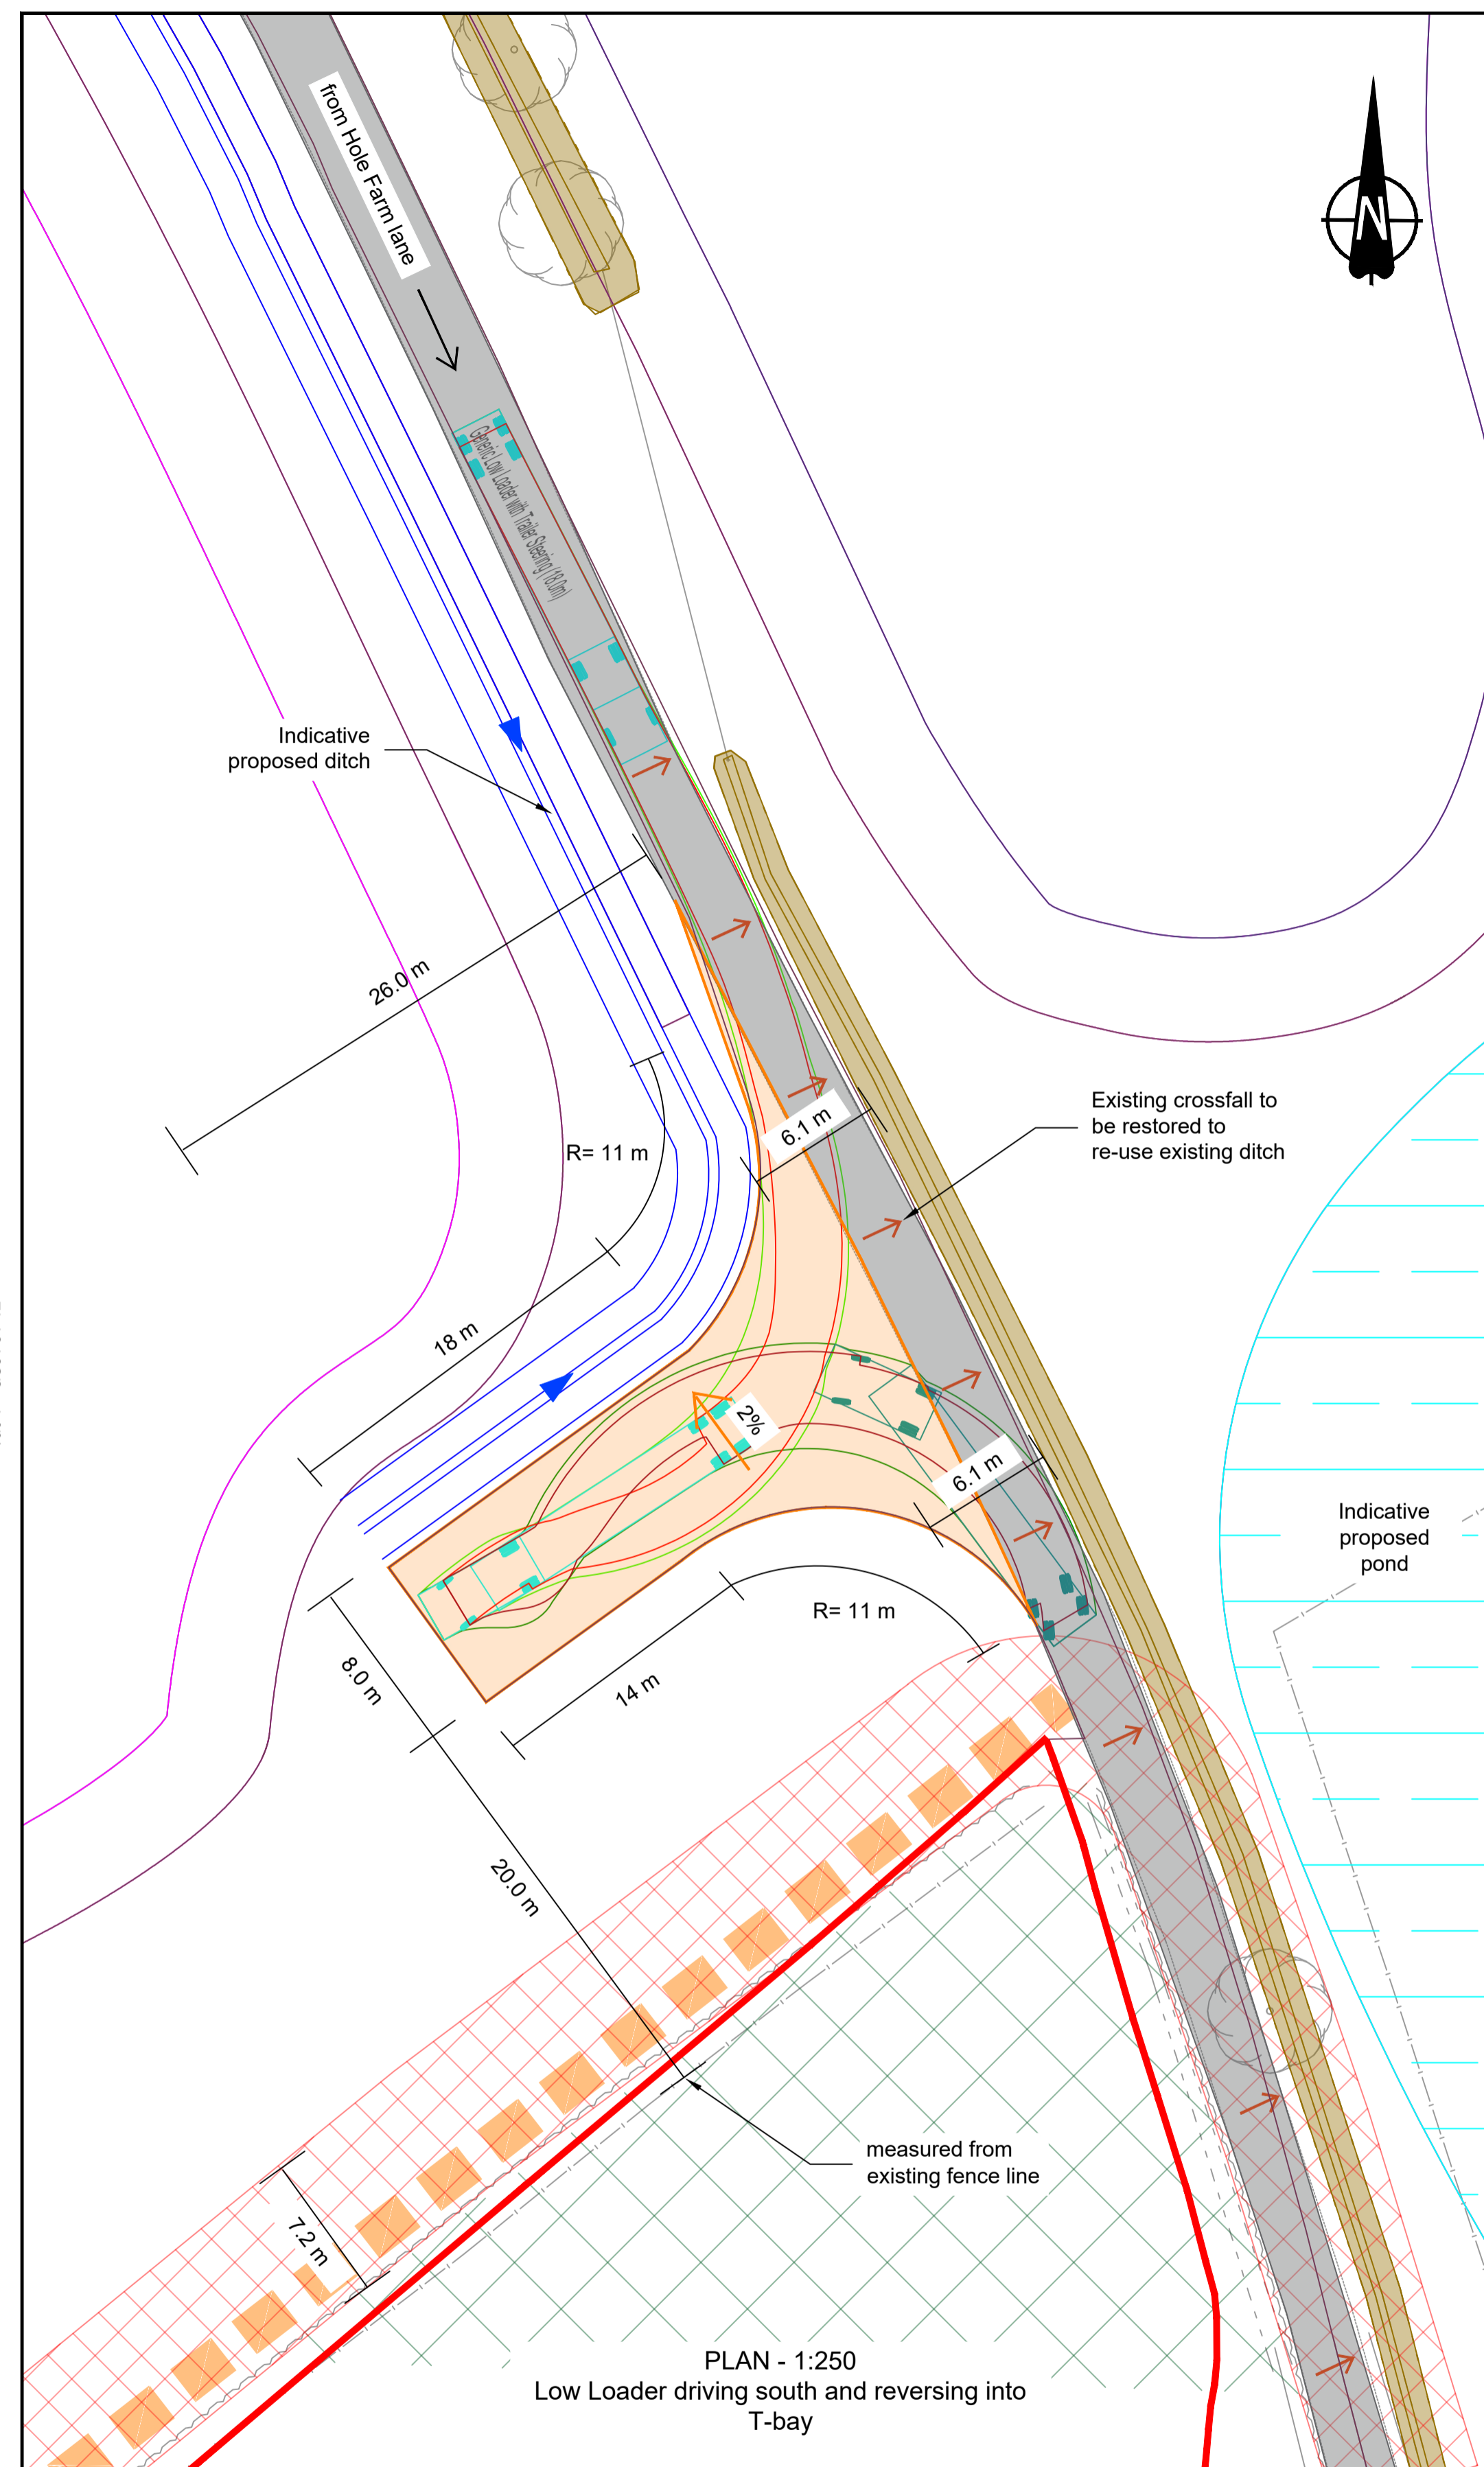 from Hole Farm lane
N
Generic Low Loader with Trailer Steering (18.0m)
Indicative
proposed ditch
26.0 m
R= 11 m
6.1 m
Existing crossfall to
be restored to
re-use existing ditch
18 m
2%
6.1 m
Indicative
proposed
pond
R= 11 m
8.0 m
14 m
20.0 m
measured from
existing fence line
7.2 m
PLAN - 1:250
Low Loader driving south and reversing into
T-bay